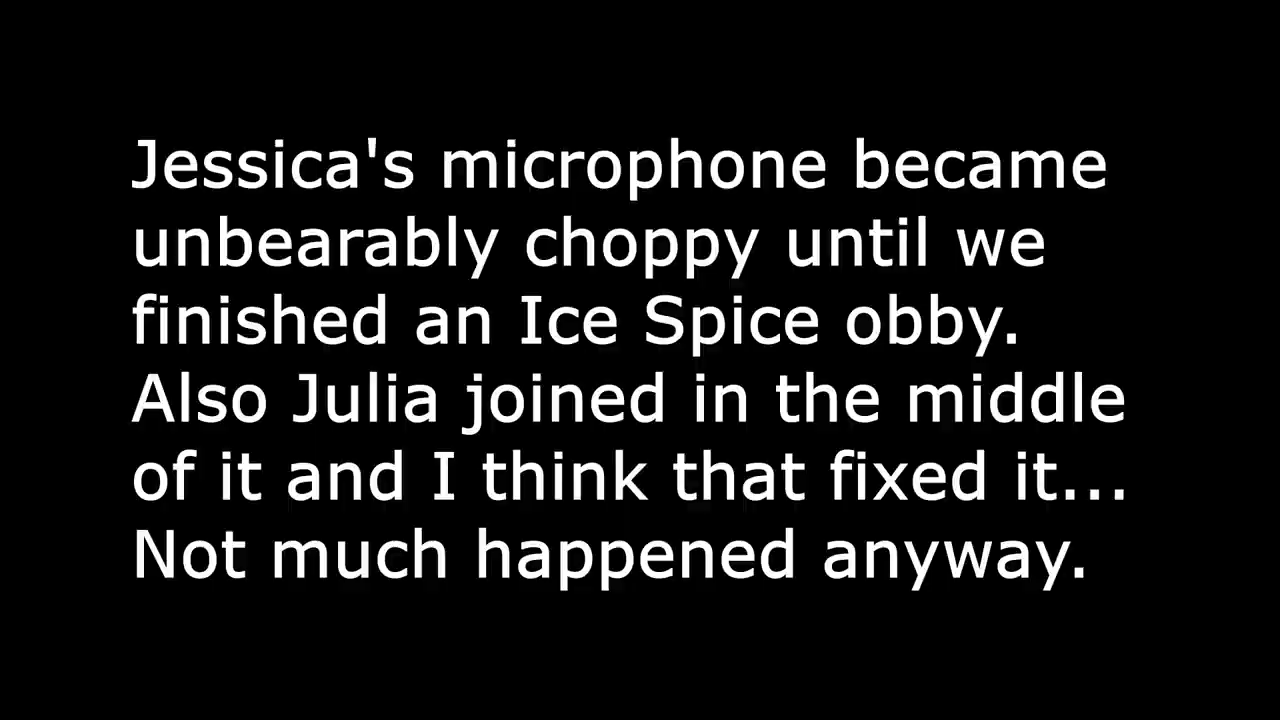 Jessica's microphone became
unbearably choppy until we
finished an Ice Spice obby.
Also Julia joined in the middle
of it and I think that fixed it...
Not much happened anyway.